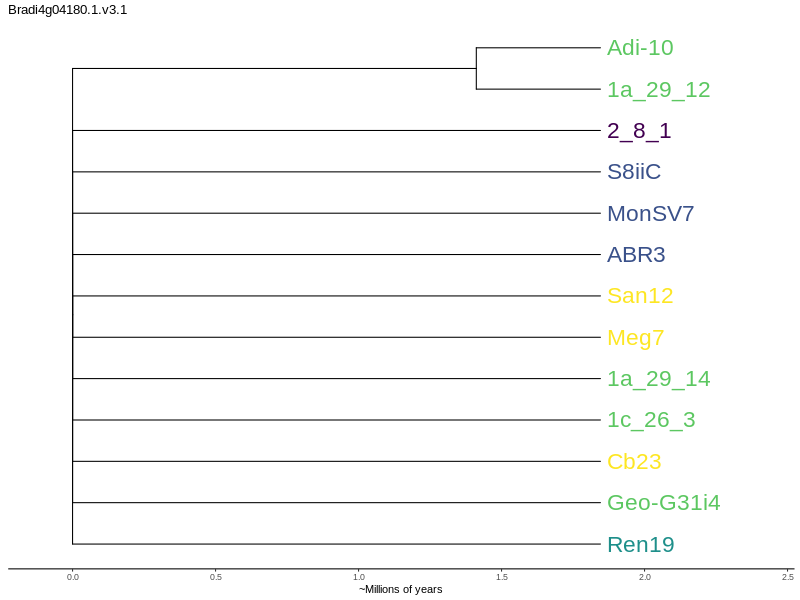 Bradi4g04180.1.v3.1
Adi-10
1a_29_12
2_8_1
S8iiC
MonSV7
ABR3
San12
Meg7
1a_29_14
1c_26_3
Cb23
Geo-G31i4
Ren19
0.0 0.5 1.0 1.5 2.0 2.5
~Millions of years